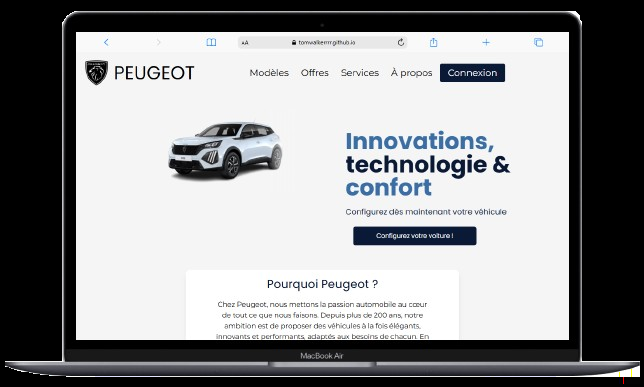 AA
tomwalkerrrr.github.io
PEUGEOT
Modèles Offres Services À propos Connexion
Innovations,
technologie &
confort
Configurez dès maintenant votre véhicule
Configurez votre voiture !
Pourquoi Peugeot ?
Chez Peugeot, nous mettons la passion automobile au cœur
de tout ce que nous faisons. Depuis plus de 200 ans, notre
ambition est de proposer des véhicules à la fois élégants,
innovants et performants, adaptés aux besoins de chacun. En
MacBook Air